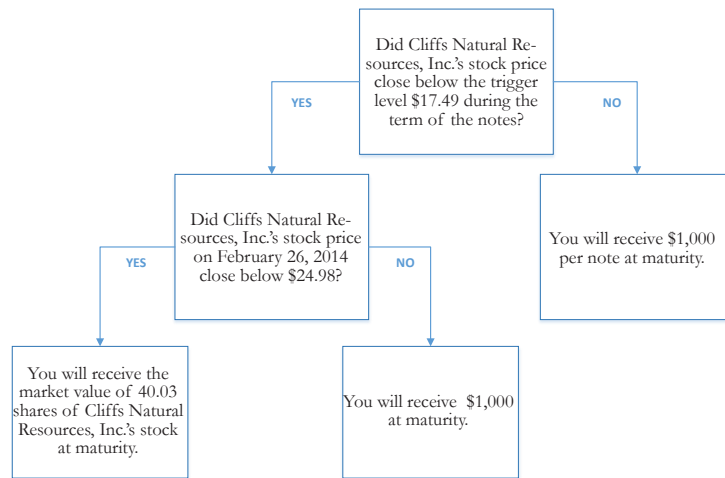 Did Cliffs Natural Re-
sources, Inc.'s stock price
close below the trigger
level $17.49 during the
term of the notes?
YES
NO
Did Cliffs Natural Re-
sources, Inc.'s stock price
on February 26, 2014
close below $24.98?
You will receive $1,000
per note at maturity.
YES
NO
You will receive the
market value of 40.03
shares of Cliffs Natural
Resources, Inc.'s stock
at maturity.
You will receive $1,000
at maturity.